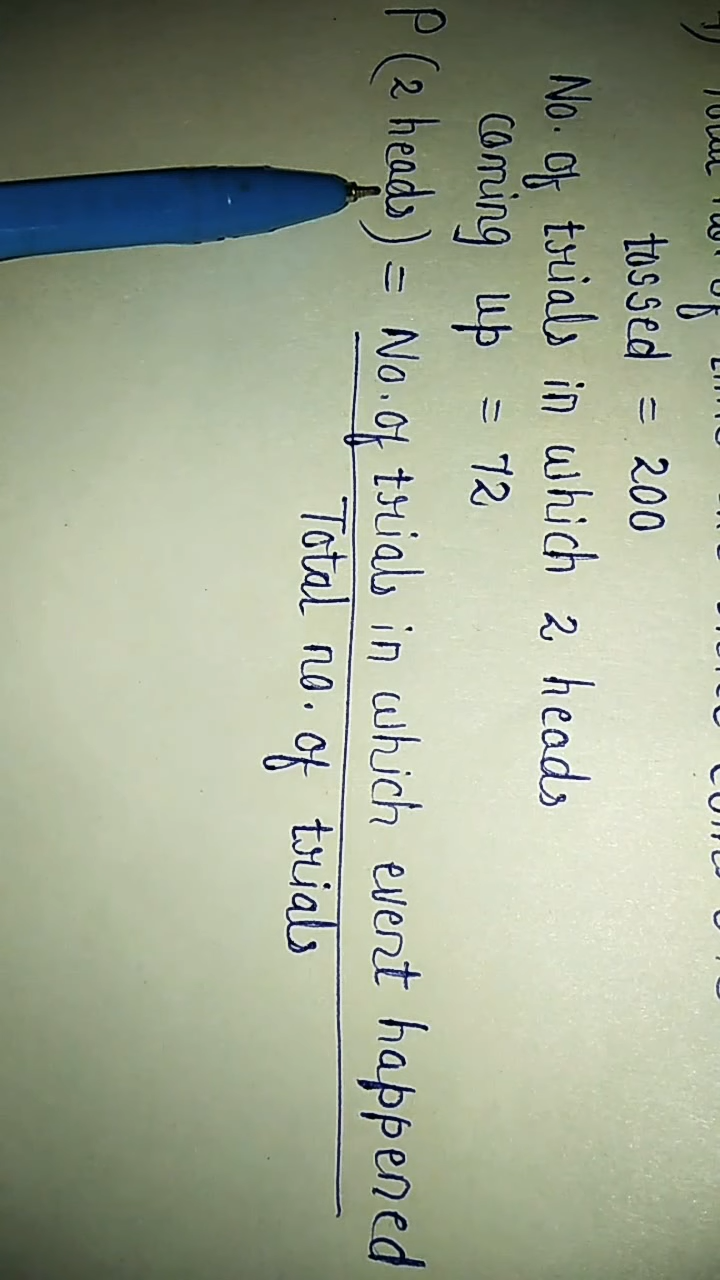 of
tossed = 200
No. of trials in which 2 heads
coming up = 72
P (2 heads) = No. of trials in which event happened
Total no. of trials